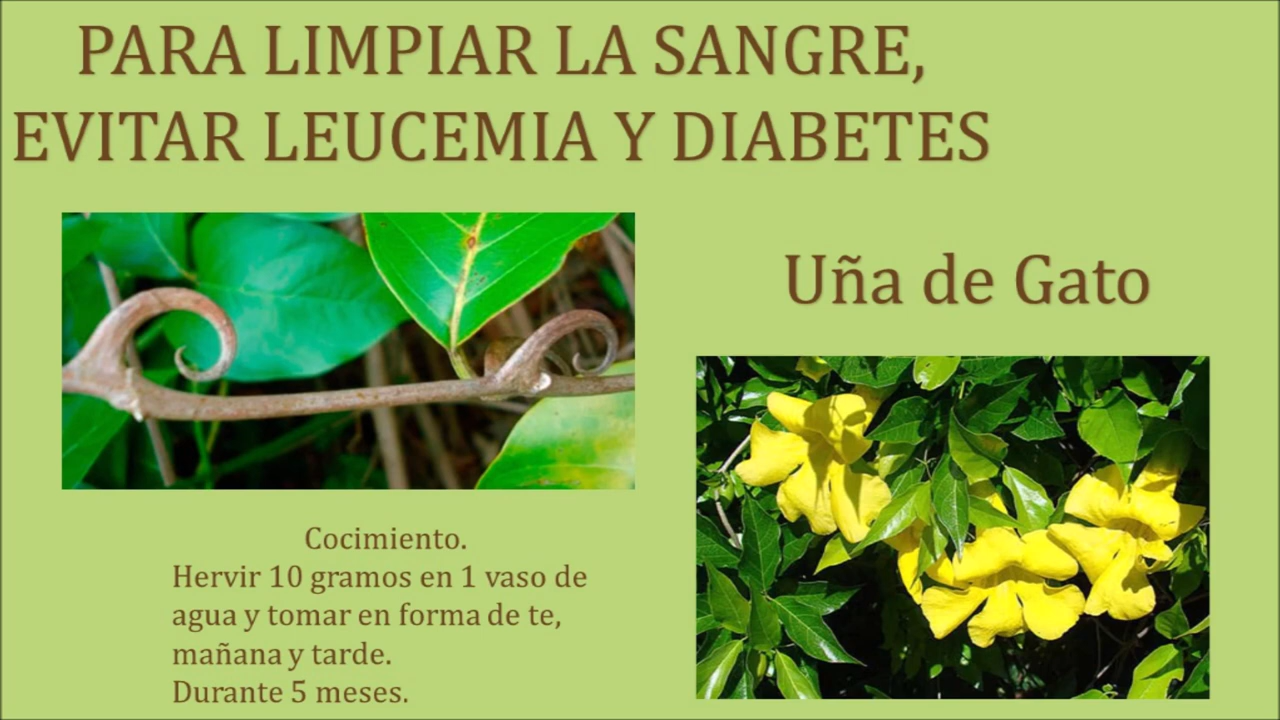 PARA LIMPIAR LA SANGRE,
EVITAR LEUCEMIA Y DIABETES
Uña de Gato
Cocimiento.
Hervir 10 gramos en 1 vaso de
agua y tomar en forma de te,
mañana y tarde.
Durante 5 meses.